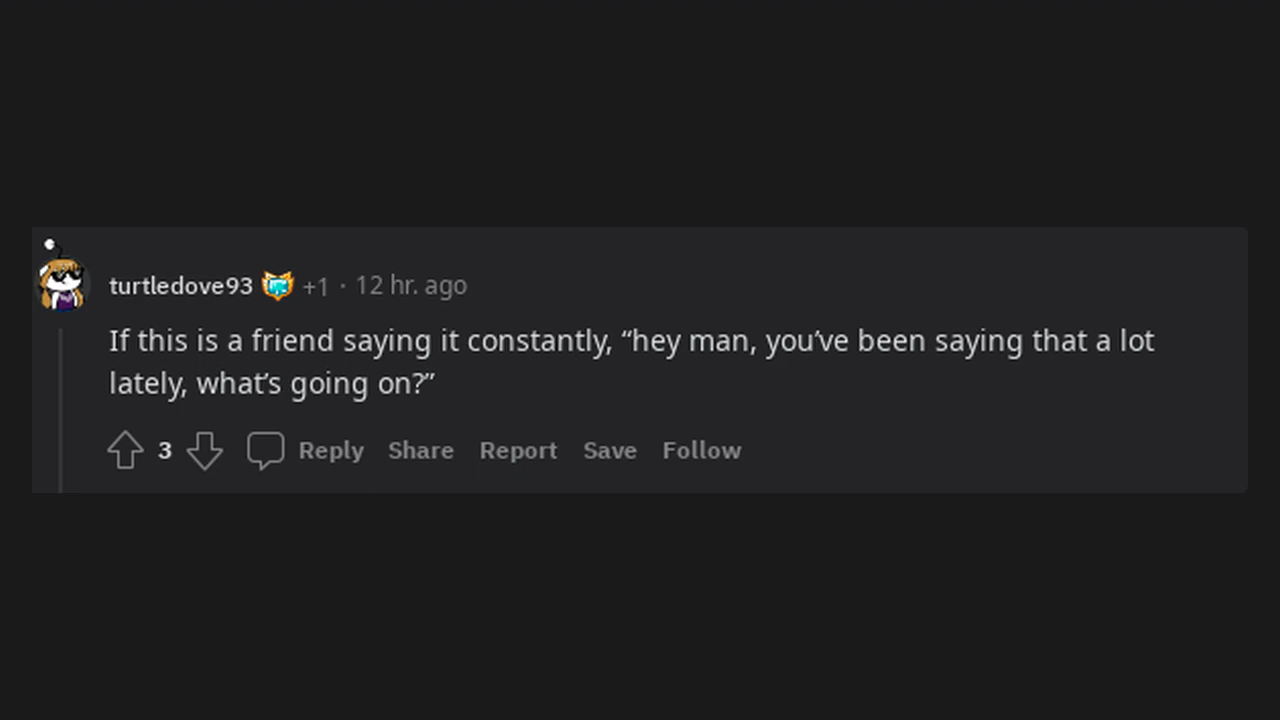 turtledove93 +1 · 12 hr. ago
If this is a friend saying it constantly, “hey man, you’ve been saying that a lot
lately, what’s going on?”
3 Reply Share Report Save Follow